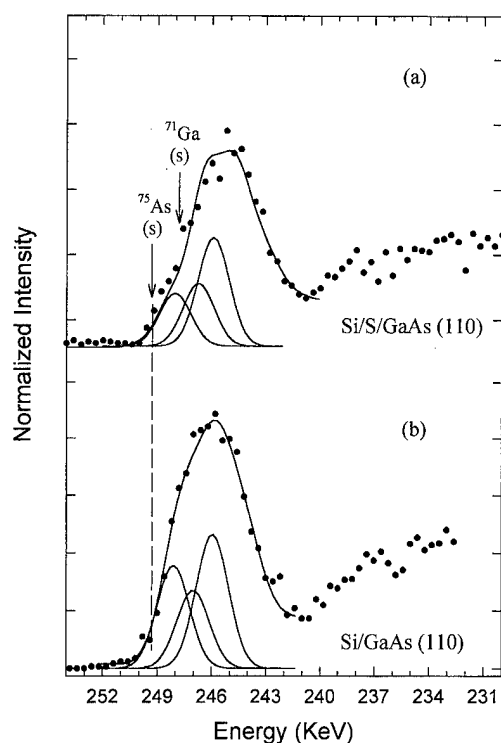 (a)
71Ga
(s)
75As
(s)
Normalized Intensity
Si/S/GaAs (110)
(b)
Si/GaAs (110)
252 249 246 243 240 237 234 231
Energy (KeV)